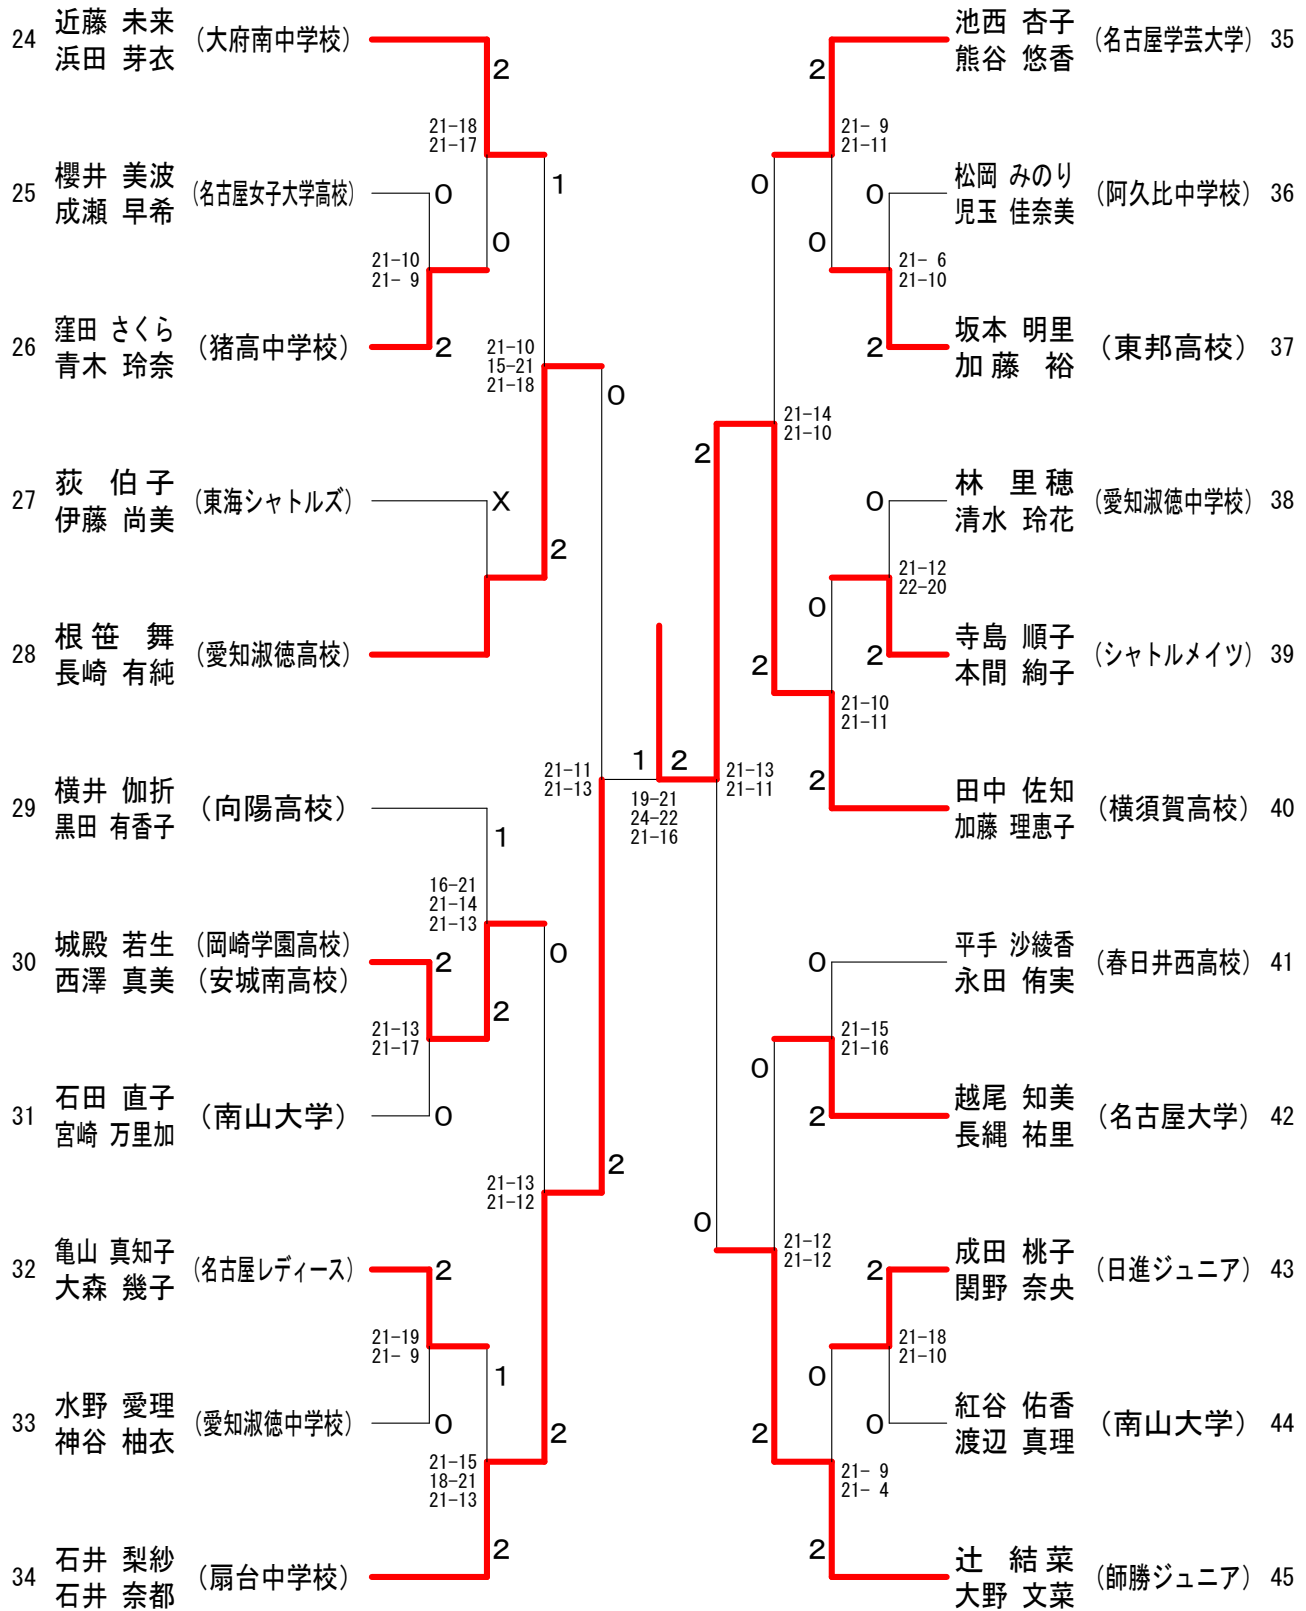 24 近藤 未来 (大府南中学校)
浜田 芽衣
2
21-18
21-17
25 櫻井 美波 (名古屋女子大学高校)
成瀬 早希
0
1
0
21-10
21- 9
26 窪田 さくら (猪高中学校)
青木 玲奈
2
21-10
15-21
21-18
0
27 荻 伯子 (東海シャトルズ)
伊藤 尚美
X
2
28 根笹 舞 (愛知淑徳高校)
長崎 有純
21-11
21-13
29 横井 伽折 (向陽高校)
黒田 有香子
1
16-21
21-14
21-13
30 城殿 若生 (岡崎学園高校)
西澤 真美 (安城南高校)
2
0
2
21-13
21-17
31 石田 直子 (南山大学)
宮崎 万里加
0
2
21-13
21-12
32 亀山 真知子 (名古屋レディース)
大森 幾子
2
21-19
21- 9
1
33 水野 愛理 (愛知淑徳中学校)
神谷 柚衣
0
2
21-15
18-21
21-13
34 石井 梨紗 (扇台中学校)
石井 奈都
2
1 2
19-21
24-22
21-16
池西 杏子 (名古屋学芸大学) 35
熊谷 悠香
2
21- 9
21-11
0
松岡 みのり (阿久比中学校) 36
児玉 佳奈美
0
0
21- 6
21-10
坂本 明里 (東邦高校) 37
加藤 裕
2
21-14
21-10
2
林 里穂 (愛知淑徳中学校) 38
清水 玲花
0
21-12
22-20
0
寺島 順子 (シャトルメイツ) 39
本間 絢子
2
2
21-10
21-11
21-13
21-11
田中 佐知 (横須賀高校) 40
加藤 理恵子
2
平手 沙綾香 (春日井西高校) 41
永田 侑実
0
21-15
21-16
0
越尾 知美 (名古屋大学) 42
長縄 祐里
2
0
21-12
21-12
成田 桃子 (日進ジュニア) 43
関野 奈央
2
21-18
21-10
0
紅谷 佑香 (南山大学) 44
渡辺 真理
0
2
21- 9
21- 4
辻 結菜 (師勝ジュニア) 45
大野 文菜
2